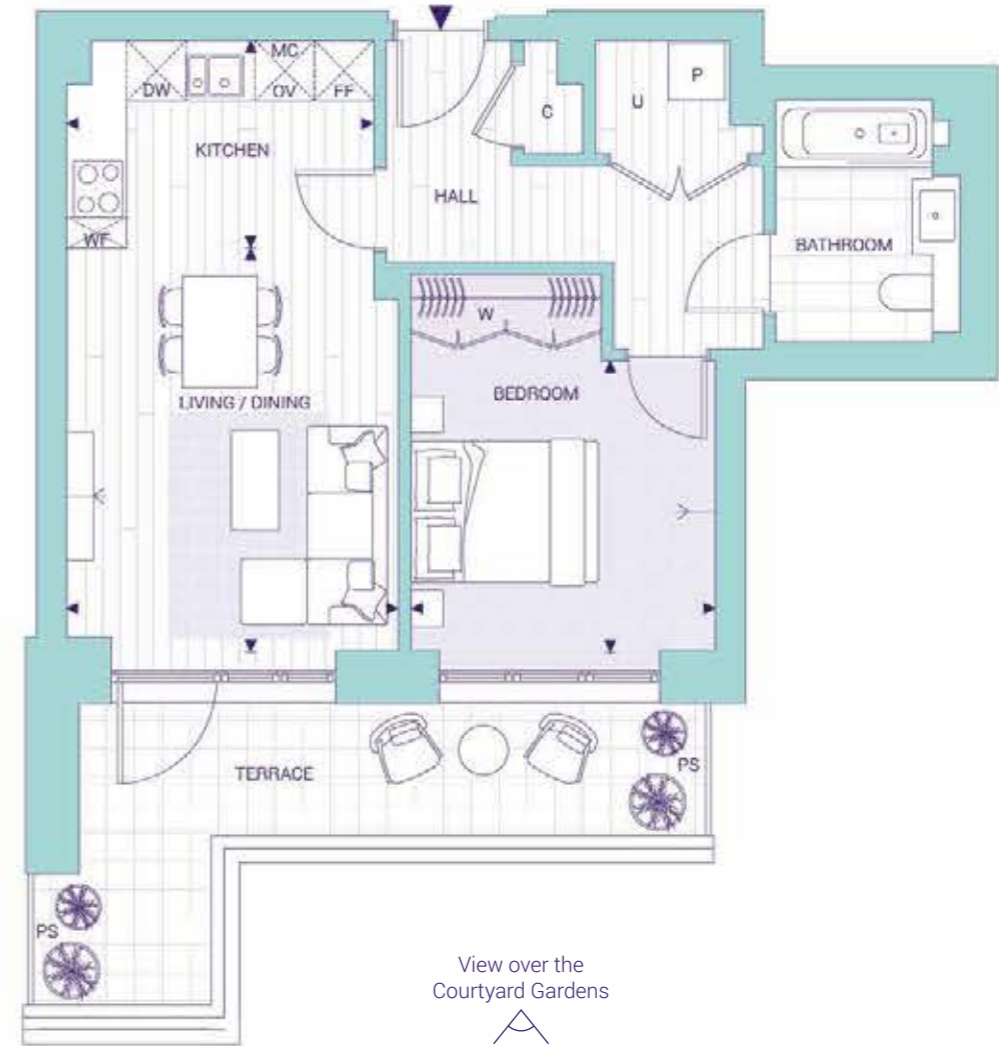 MC
DW
OV
FF
P
U
C
KITCHEN
HALL
WF
BATHROOM
W
BEDROOM
LIVING / DINING
TERRACE
PS
PS
View over the
Courtyard Gardens